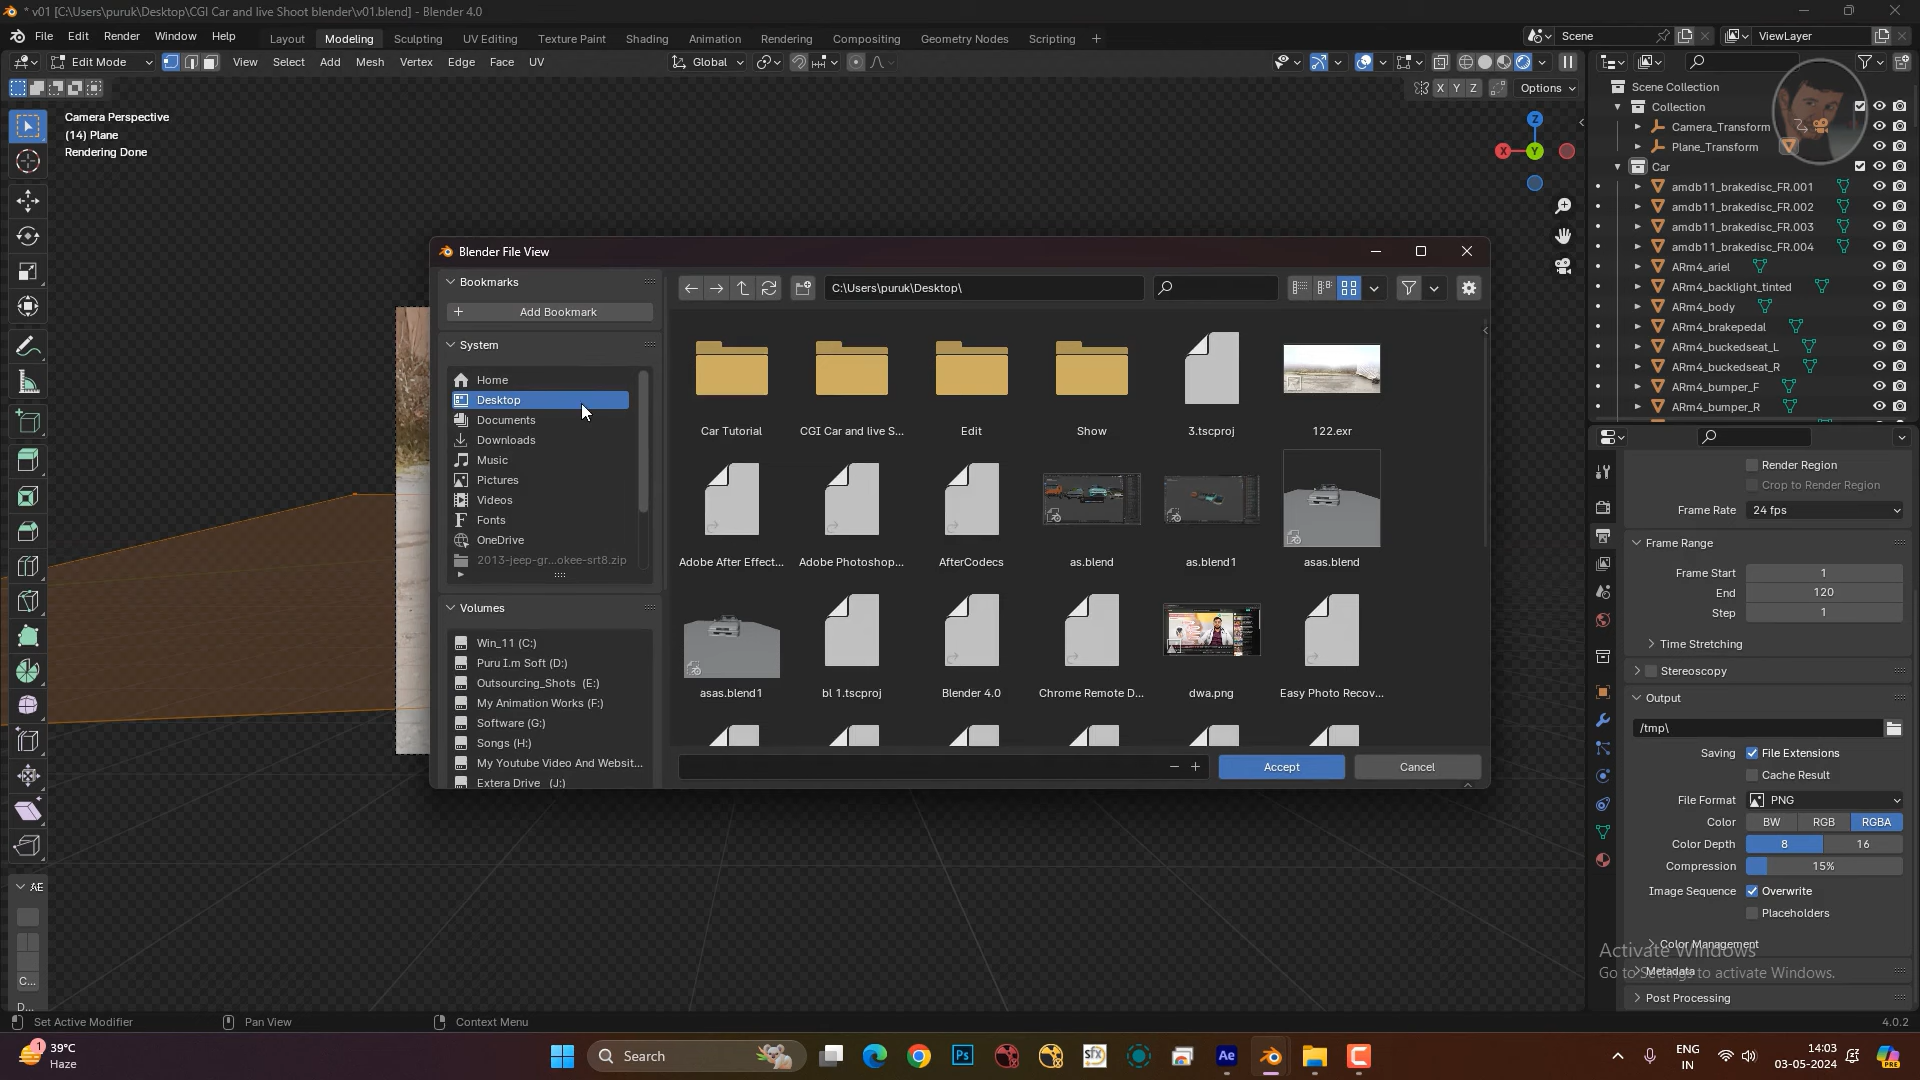 * v01 [C:\Users\puruk\Desktop\CGI Car and live Shoot blender\v01.blend] - Blender 4.0
File Edit Render Window Help
Layout Modeling Sculpting UV Editing Texture Paint Shading Animation Rendering Compositing Geometry Nodes Scripting +
Scene
ViewLayer
Edit Mode View Select Add Mesh Vertex Edge Face UV
Global
X Y Z Options
Camera Perspective
(14) Plane
Rendering Done
Z
X
Y
Scene Collection
Collection
Camera_Transform
Plane_Transform
Car
amdb11_brakedisc_FR.001
amdb11_brakedisc_FR.002
amdb11_brakedisc_FR.003
amdb11_brakedisc_FR.004
ARm4_ariel
ARm4_backlight_tinted
ARm4_body
ARm4_brakepedal
ARm4_buckedseat_L
ARm4_buckedseat_R
ARm4_bumper_F
ARm4_bumper_R
Blender File View
Bookmarks
Add Bookmark
System
Home
Desktop
Documents
Downloads
Music
Pictures
Videos
Fonts
OneDrive
2013-jeep-gr...okee-srt8.zip
Volumes
Win_11 (C:)
Puru I.m Soft (D:)
Outsourcing_Shots (E:)
My Animation Works (F:)
Software (G:)
Songs (H:)
My Youtube Video And Websit...
Extera Drive (J:)
C:\Users\puruk\Desktop\
Car Tutorial
CGI Car and live S...
Edit
Show
3.tscproj
122.exr
Adobe After Effect...
Adobe Photoshop...
AfterCodecs
as.blend
as.blend1
asas.blend
asas.blend1
bl 1.tscproj
Blender 4.0
Chrome Remote D...
dwa.png
Easy Photo Recov...
Accept
Cancel
Render Region
Crop to Render Region
Frame Rate 24 fps
Frame Range
Frame Start 1
End 120
Step 1
Time Stretching
Stereoscopy
Output
/tmp\
Saving File Extensions
Cache Result
File Format PNG
Color BW RGB RGBA
Color Depth 8 16
Compression 15%
Image Sequence Overwrite
Placeholders
Color Management
Metadata
Post Processing
Activate Windows
Go to Settings to activate Windows.
AE
C...
D...
Set Active Modifier
Pan View
Context Menu
4.0.2
1
39°C
Haze
Search
Ps
sfx
Ae
PRE
ENG
IN
14:03
03-05-2024